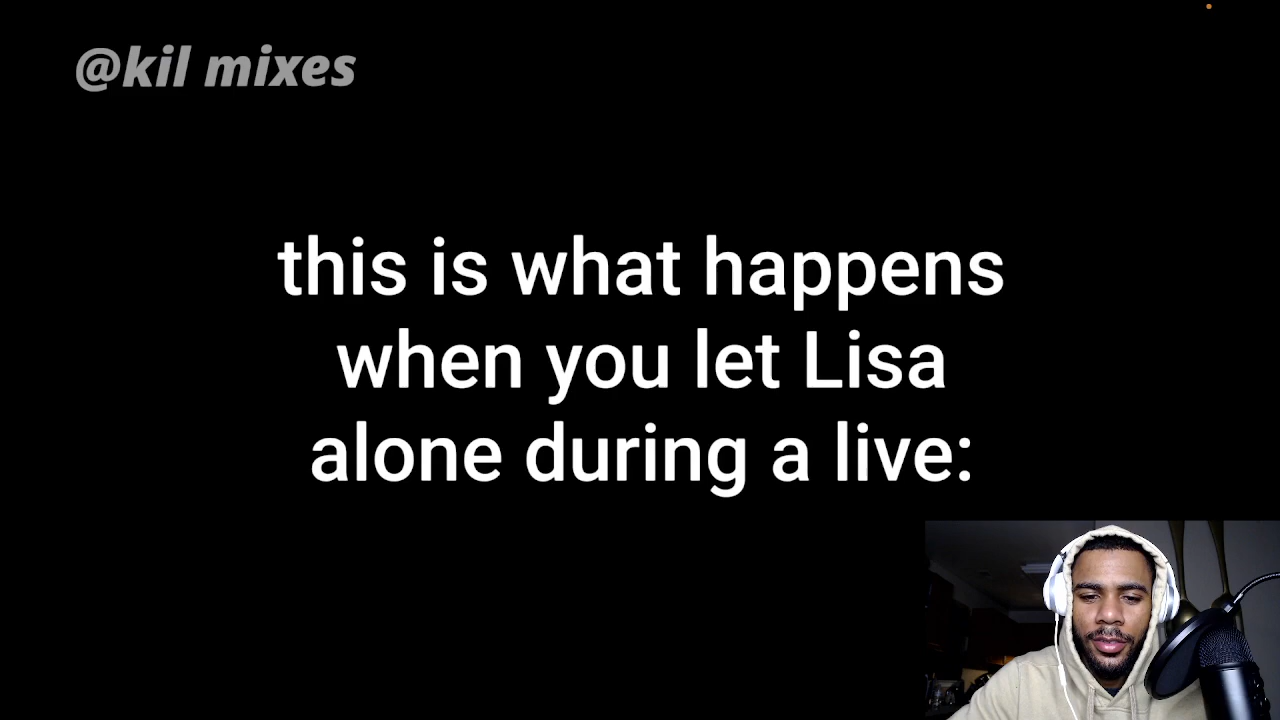 @kil mixes
this is what happens
when you let Lisa
alone during a live: